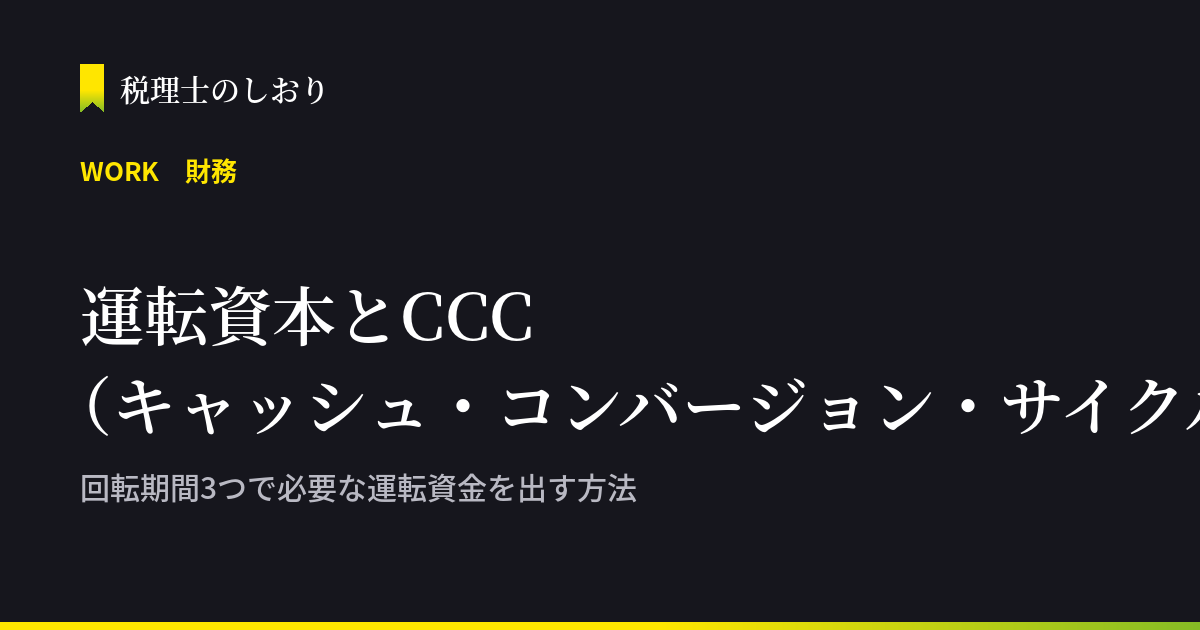 税理士のしおり
WORK 財務
運転資本とCCC
（キャッシュ・コンバージョン・サイク
回転期間3つで必要な運転資金を出す方法